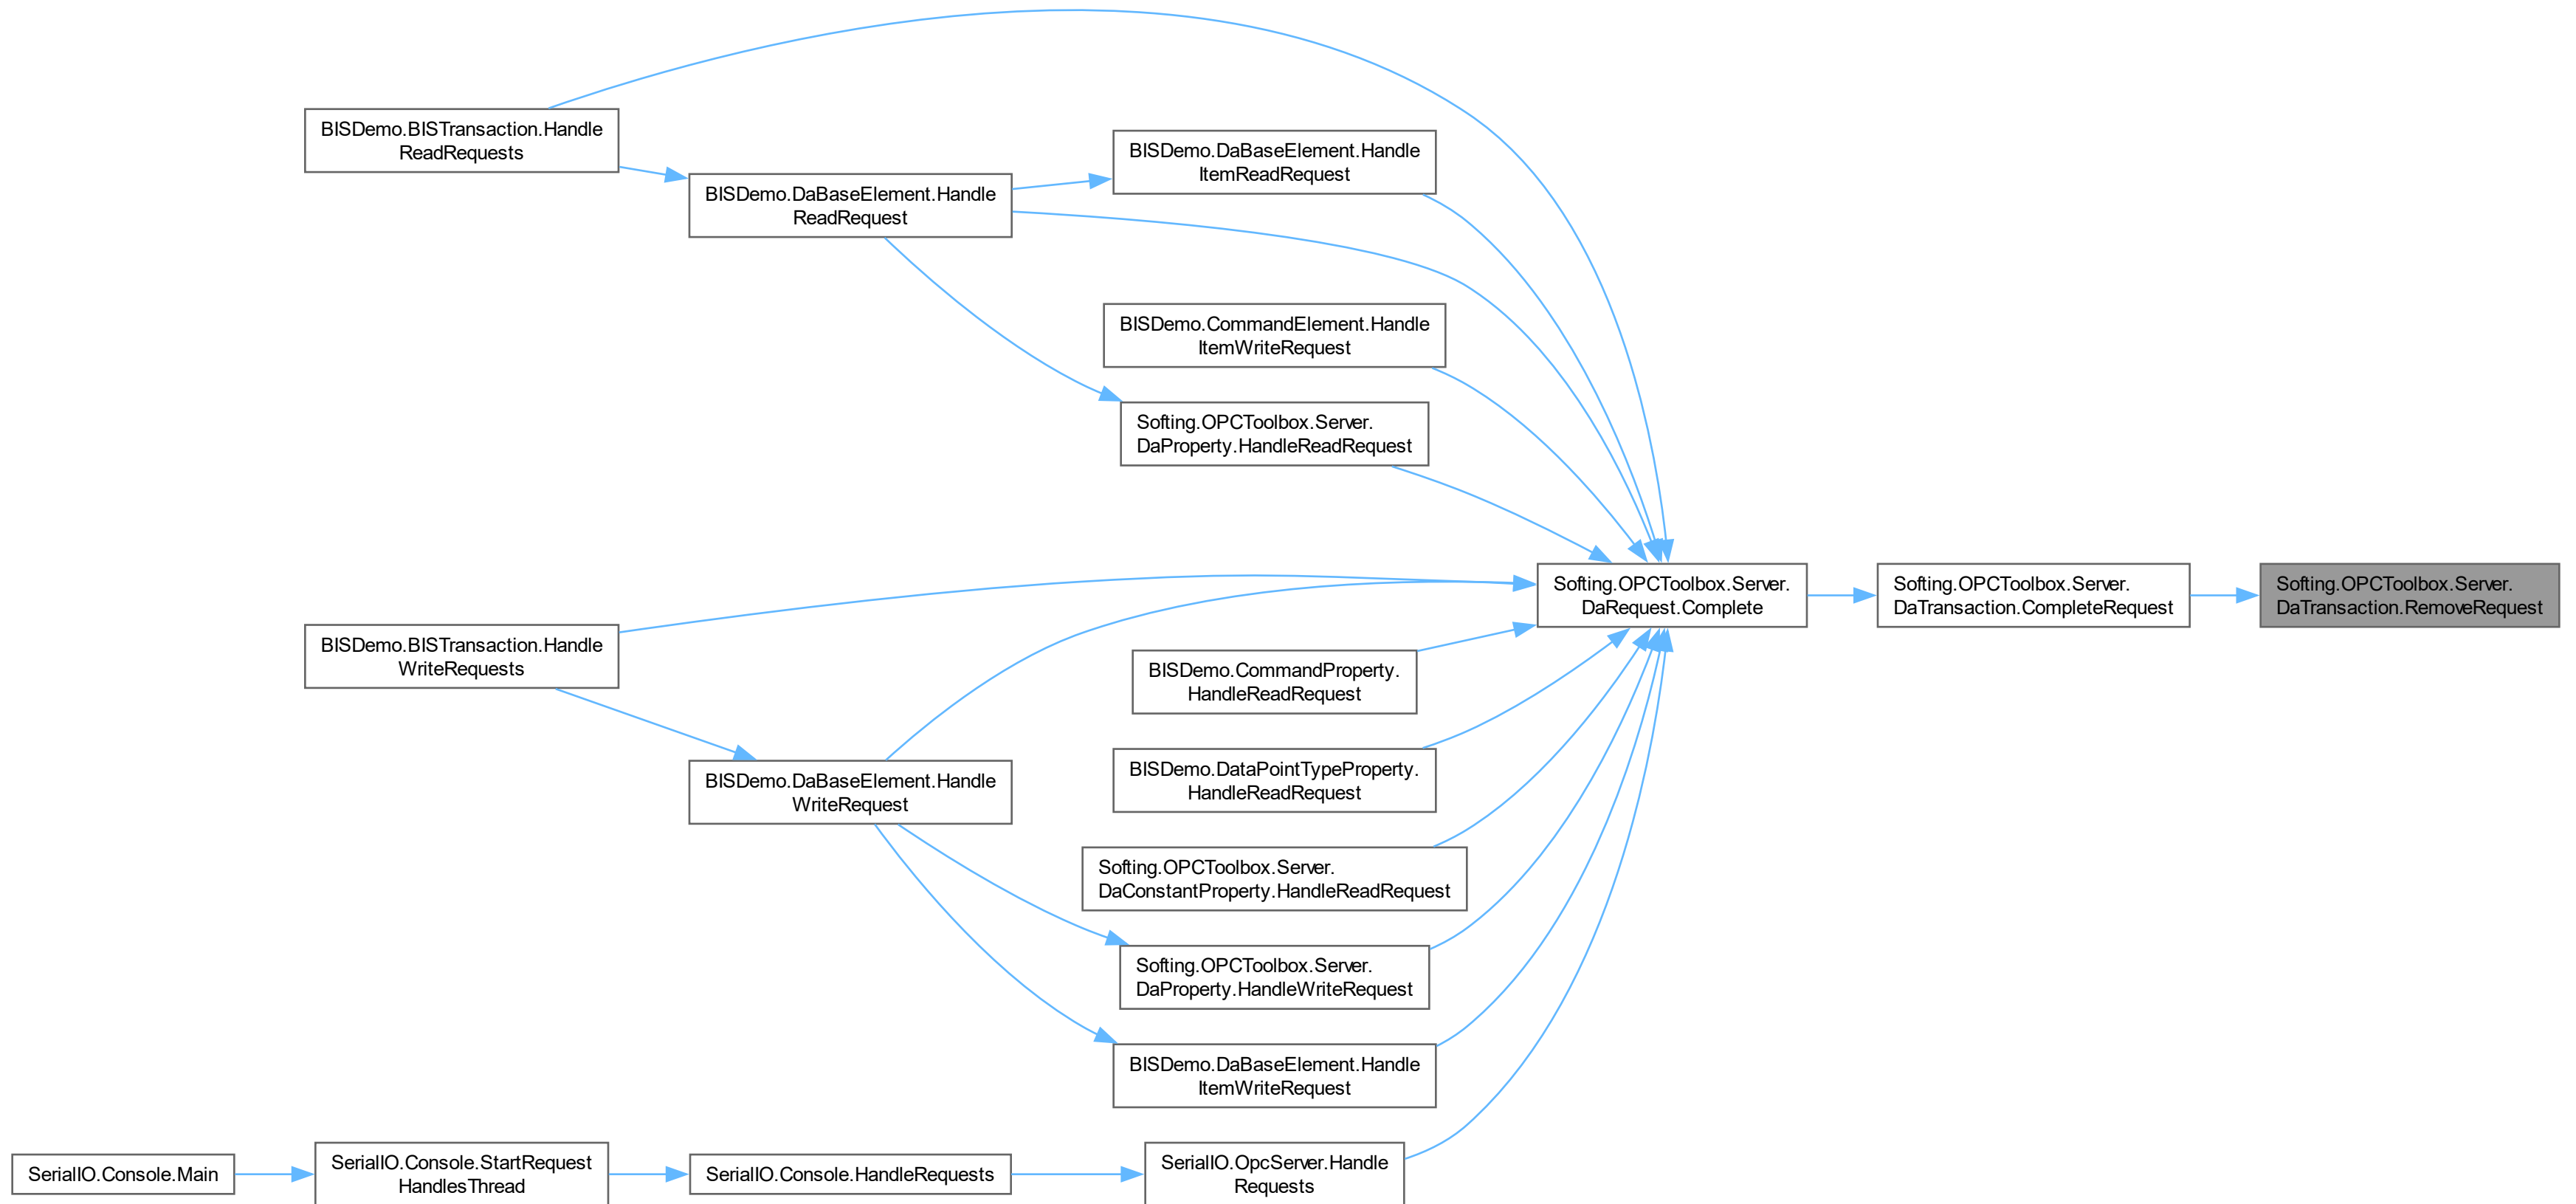 BISDemo.BISTransaction.Handle
ReadRequests
BISDemo.DaBaseElement.Handle
ItemReadRequest
BISDemo.DaBaseElement.Handle
ReadRequest
BISDemo.CommandElement.Handle
ItemWriteRequest
Softing.OPCToolbox.Server.
DaProperty.HandleReadRequest
Softing.OPCToolbox.Server.
DaRequest.Complete
Softing.OPCToolbox.Server.
DaTransaction.CompleteRequest
Softing.OPCToolbox.Server.
DaTransaction.RemoveRequest
BISDemo.BISTransaction.Handle
WriteRequests
BISDemo.CommandProperty.
HandleReadRequest
BISDemo.DaBaseElement.Handle
WriteRequest
BISDemo.DataPointTypeProperty.
HandleReadRequest
Softing.OPCToolbox.Server.
DaConstantProperty.HandleReadRequest
Softing.OPCToolbox.Server.
DaProperty.HandleWriteRequest
BISDemo.DaBaseElement.Handle
ItemWriteRequest
SerialIO.Console.Main
SerialIO.Console.StartRequest
HandlesThread
SerialIO.Console.HandleRequests
SerialIO.OpcServer.Handle
Requests